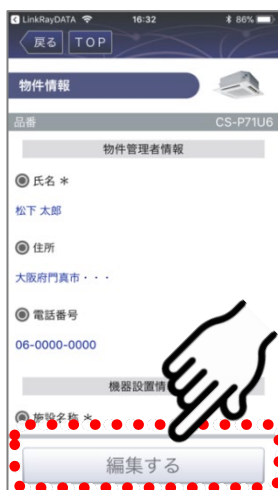 LinkRayDATA 16:32 86%
戻る TOP
物件情報
品番 CS-P71U6
物件管理者情報
氏名 *
松下 太郎
住所
大阪府門真市・・・
電話番号
06-0000-0000
機器設置情
施設名称 *
編集する